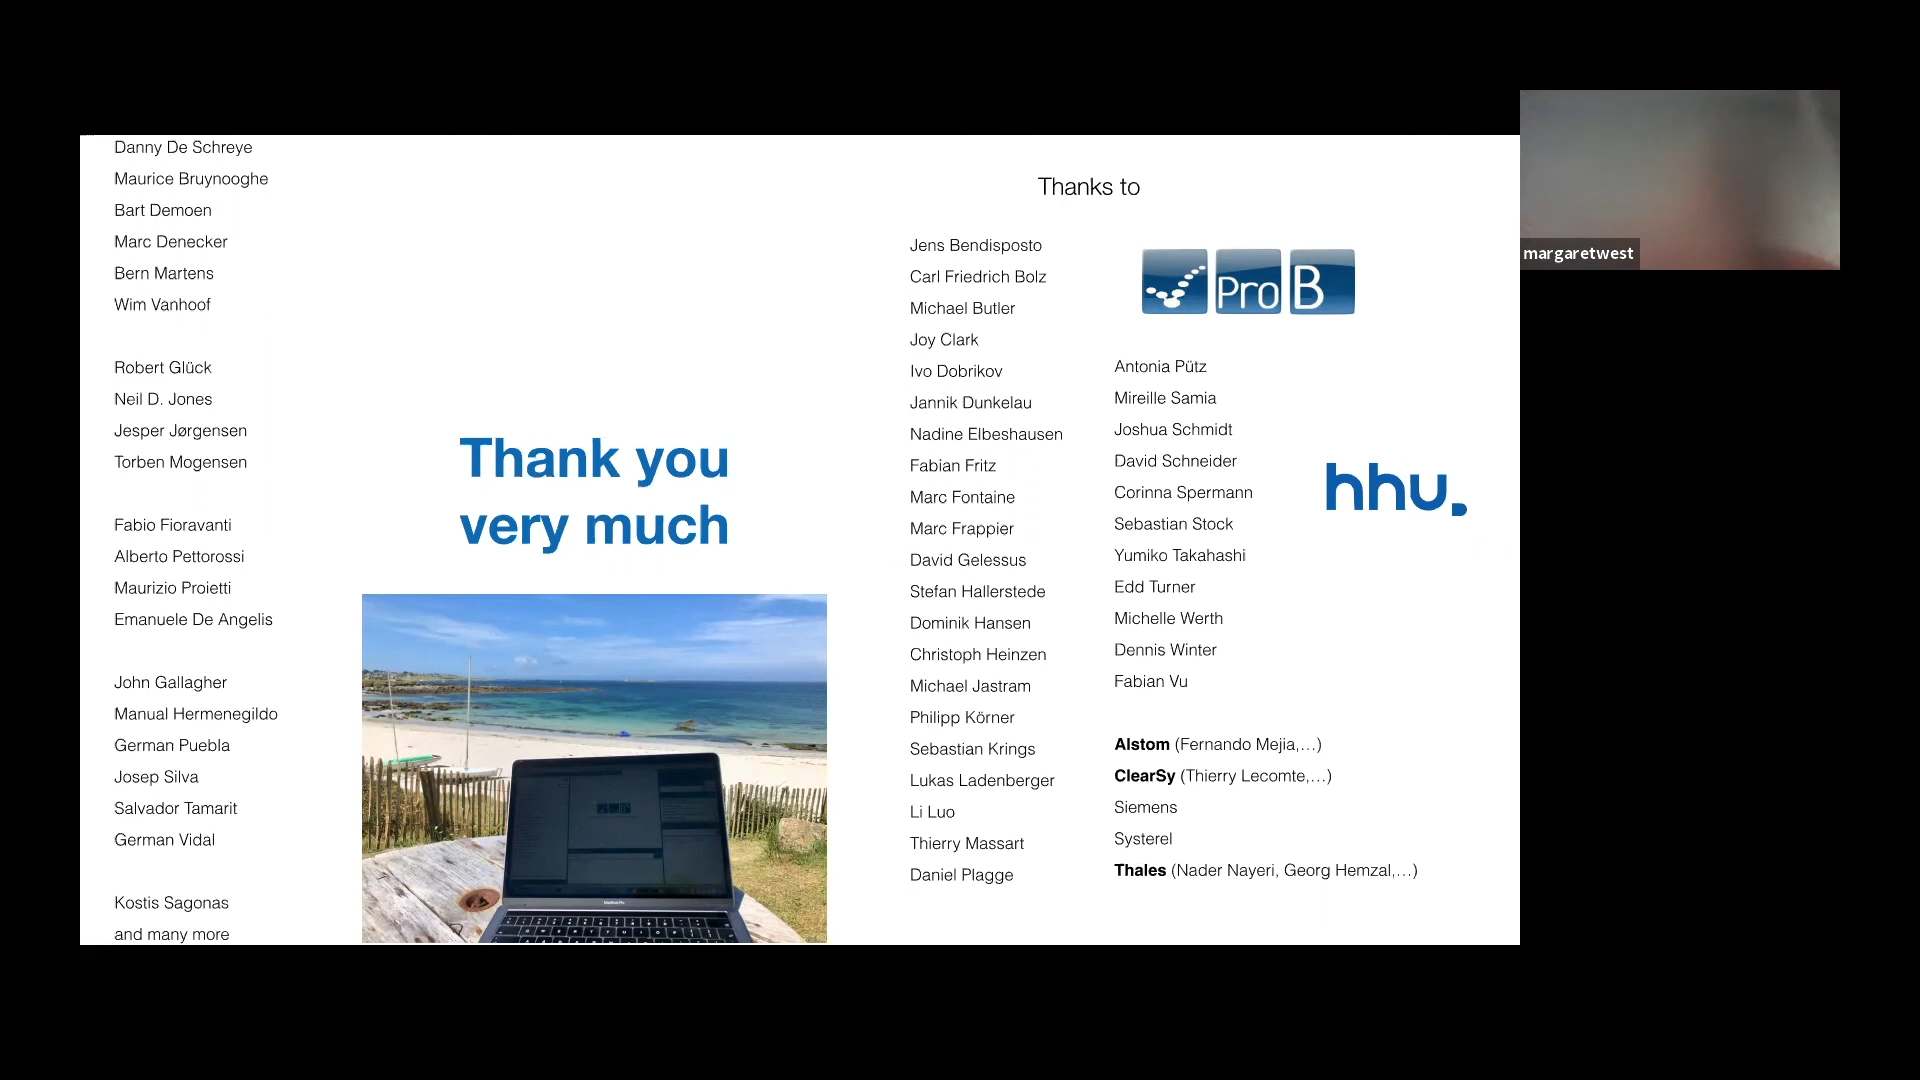 Danny De Schreye
Maurice Bruynooghe
Bart Demoen
Marc Denecker
Bern Martens
Wim Vanhoof
Robert Glück
Neil D. Jones
Jesper Jørgensen
Torben Mogensen
Fabio Fioravanti
Alberto Pettorossi
Maurizio Proietti
Emanuele De Angelis
John Gallagher
Manual Hermenegildo
German Puebla
Josep Silva
Salvador Tamarit
German Vidal
Kostis Sagonas
and many more
Thank you
very much
MacBook Pro
Thanks to
Jens Bendisposto
Carl Friedrich Bolz
Michael Butler
Joy Clark
Ivo Dobrikov
Jannik Dunkelau
Nadine Elbeshausen
Fabian Fritz
Marc Fontaine
Marc Frappier
David Gelessus
Stefan Hallerstede
Dominik Hansen
Christoph Heinzen
Michael Jastram
Philipp Körner
Sebastian Krings
Lukas Ladenberger
Li Luo
Thierry Massart
Daniel Plagge
Pro B
Antonia Pütz
Mireille Samia
Joshua Schmidt
David Schneider
Corinna Spermann
Sebastian Stock
Yumiko Takahashi
Edd Turner
Michelle Werth
Dennis Winter
Fabian Vu
Alstom (Fernando Mejia,…)
ClearSy (Thierry Lecomte,…)
Siemens
Systerel
Thales (Nader Nayeri, Georg Hemzal,…)
hhu.
margaretwest